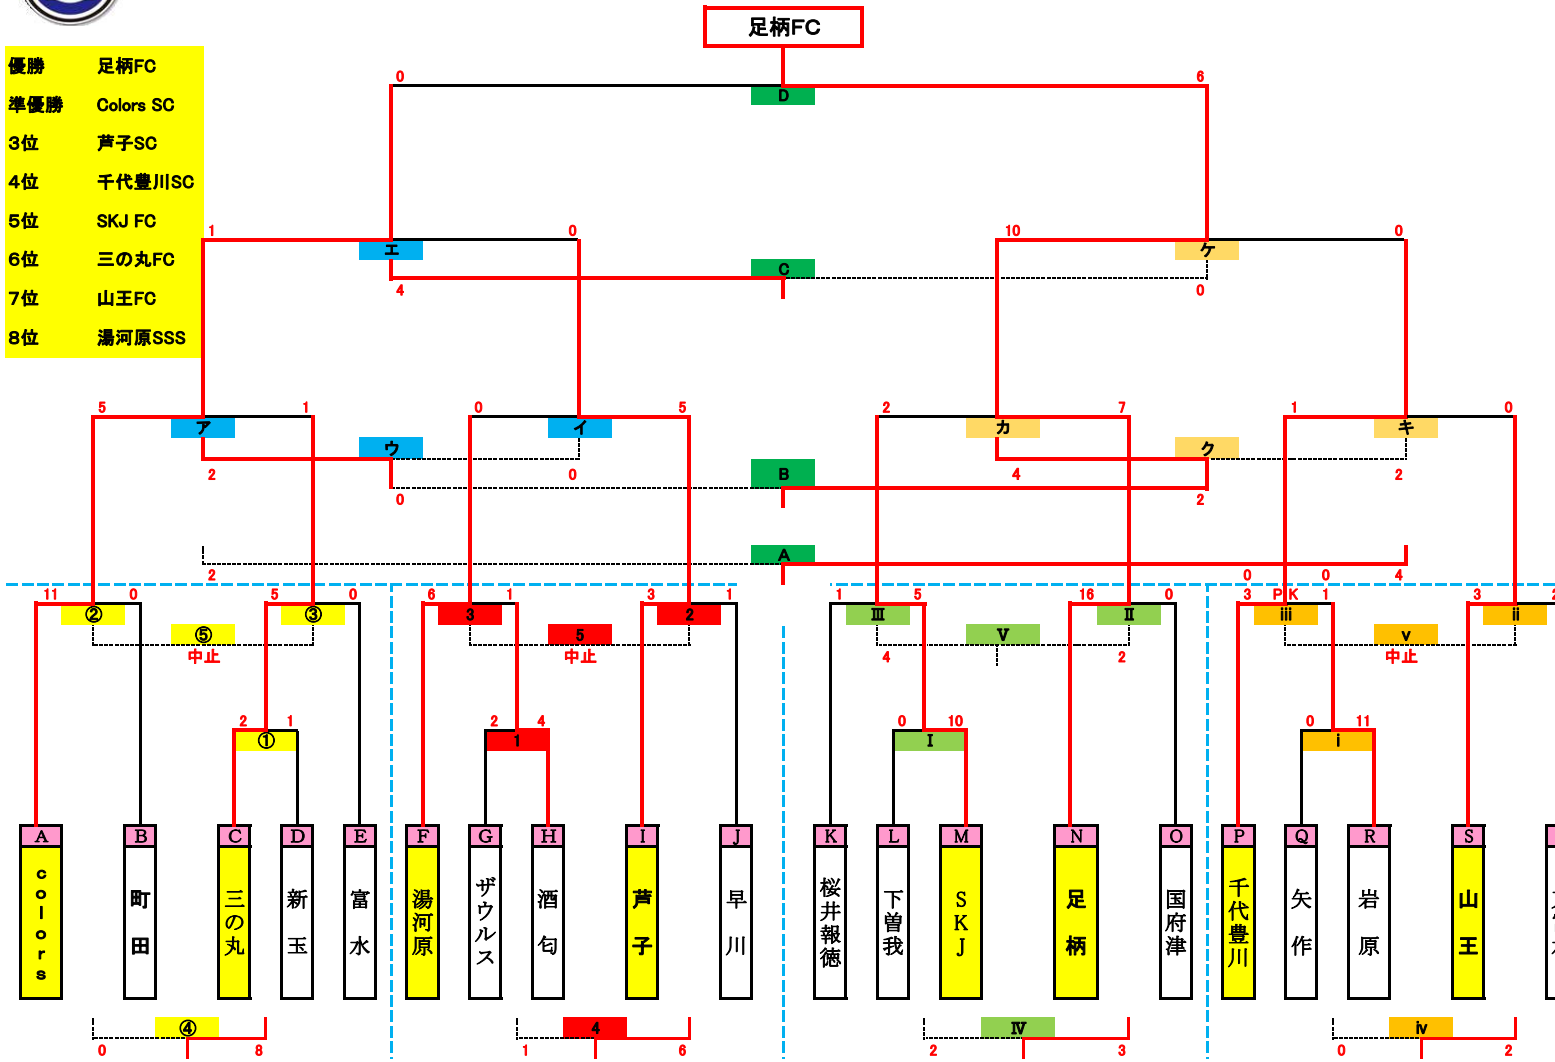 足柄FC
優勝 足柄FC
準優勝 Colors SC
3位 芦子SC
4位 千代豊川SC
5位 SKJ FC
6位 三の丸FC
7位 山王FC
8位 湯河原SSS
0 6
D
1 0 10 0
エ ケ
C
4 0
5 1 0 5 2 7 1 0
ア イ カ キ
ウ ク
2 0 B 4 2
0 2
A
2 0 0 4
11 0 5 0 6 1 3 1 1 5 16 0 3 PK 1 3
② ③ 3 2 Ⅲ Ⅱ ⅲ ⅱ
⑤ 5 Ⅴ ⅴ
中止 中止 4 2 中止
2 1 2 4 0 10 0 11
① 1 Ⅰ ⅰ
A B C D E F G H I J K L M N O P Q R S
colors
町田
三の丸
新玉
富水
湯河原
ザウルス
酒匂
芦子
早川
桜井報徳
下曽我
SKJ
足柄
国府津
千代豊川
矢作
岩原
山王
④ 4 Ⅳ ⅳ
0 8 1 6 2 3 0 2